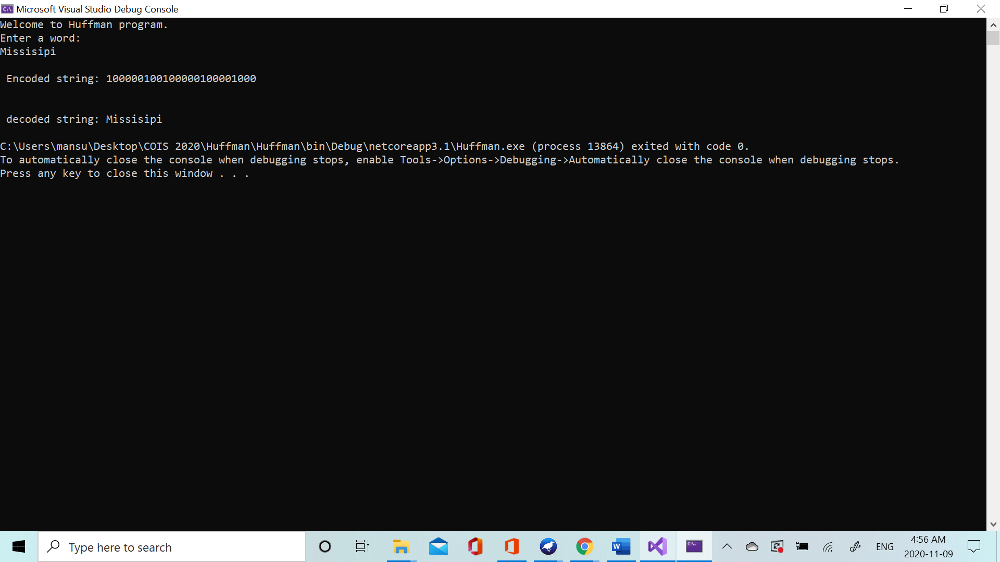 Microsoft Visual Studio Debug Console
Welcome to Huffman program.
Enter a word:
Missisipi
Encoded string: 100000100100000100001000
decoded string: Missisipi
C:\Users\mansu\Desktop\COIS 2020\Huffman\Huffman\bin\Debug\netcoreapp3.1\Huffman.exe (process 13864) exited with code 0.
To automatically close the console when debugging stops, enable Tools->Options->Debugging->Automatically close the console when debugging stops.
Press any key to close this window . . .
Type here to search
ENG
4:56 AM
2020-11-09